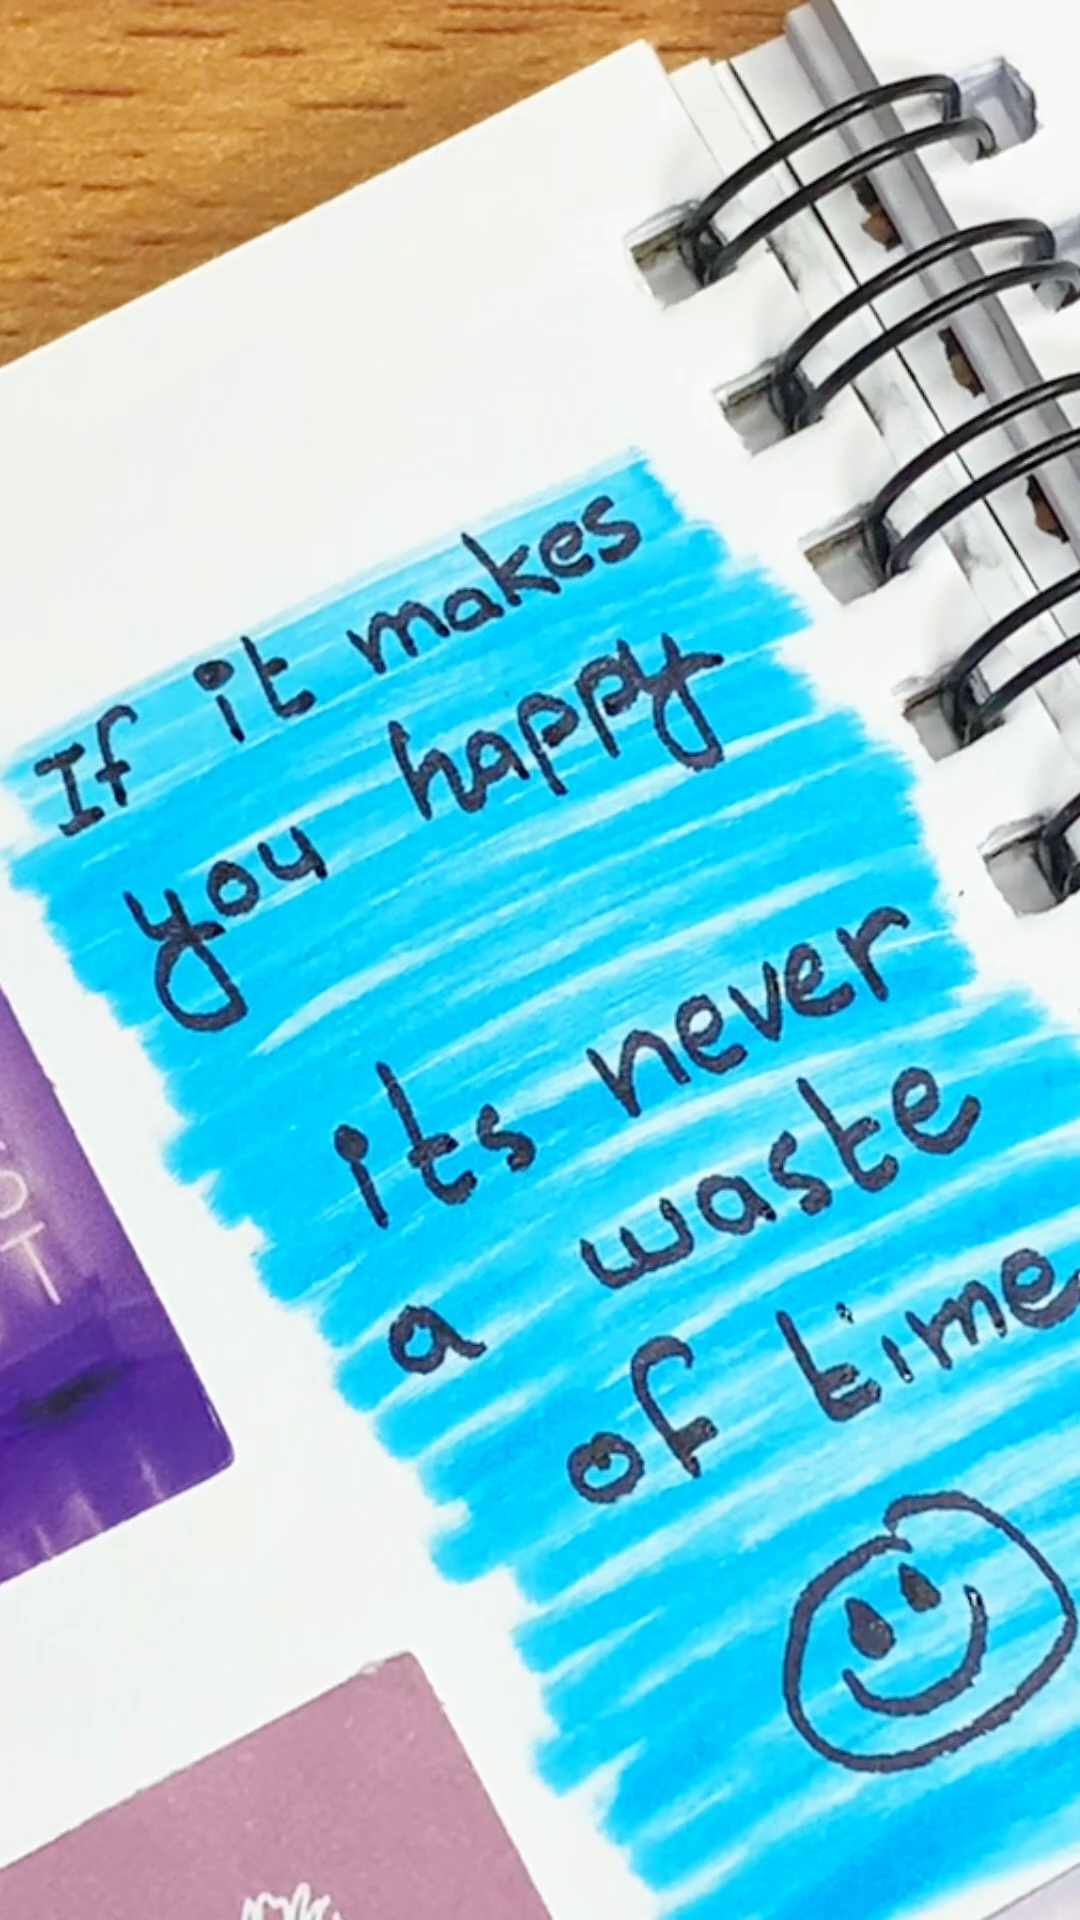 If it makes
you happy
its never
a waste
of time